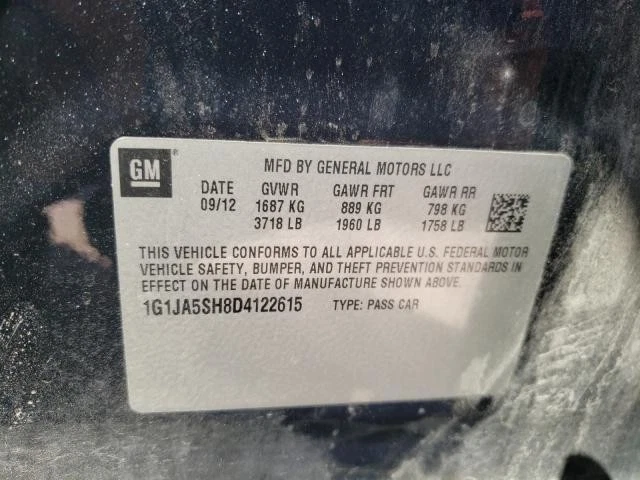 GM ®
MFD BY GENERAL MOTORS LLC
DATE GVWR GAWR FRT GAWR RR
09/12 1687 KG 889 KG 798 KG
3718 LB 1960 LB 1758 LB
THIS VEHICLE CONFORMS TO ALL APPLICABLE U.S. FEDERAL MOTOR
VEHICLE SAFETY, BUMPER, AND THEFT PREVENTION STANDARDS IN
EFFECT ON THE DATE OF MANUFACTURE SHOWN ABOVE.
1G1JA5SH8D4122615 TYPE: PASS CAR